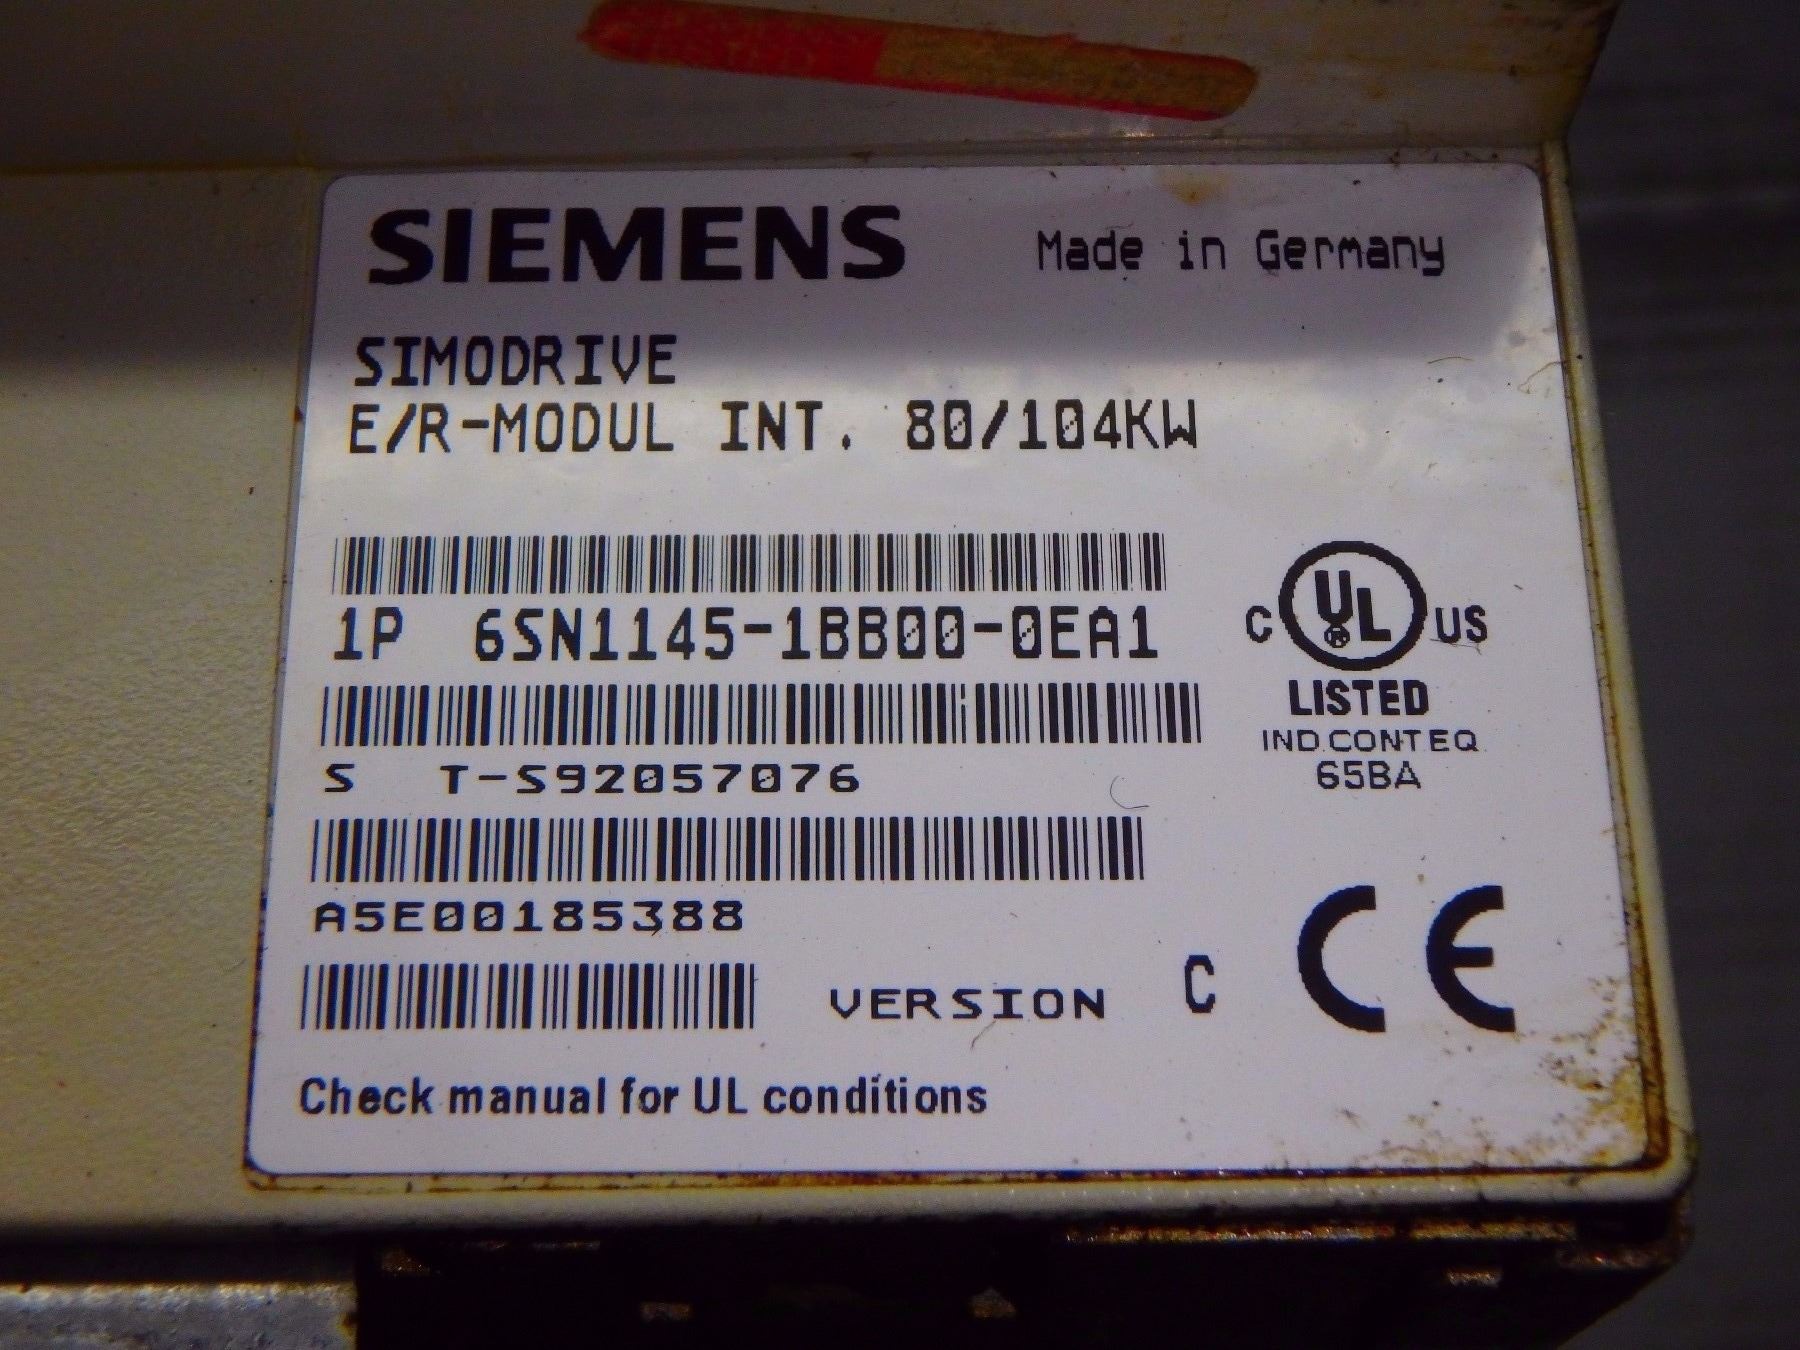 SIEMENS Made in Germany
SIMODRIVE
E/R-MODUL INT. 80/104KW
1P 6SN1145-1BB00-0EA1
C UL® US
LISTED
IND.CONT.EQ.
65BA
S T-S92057076
A5E00185388
VERSION C
CE
Check manual for UL conditions